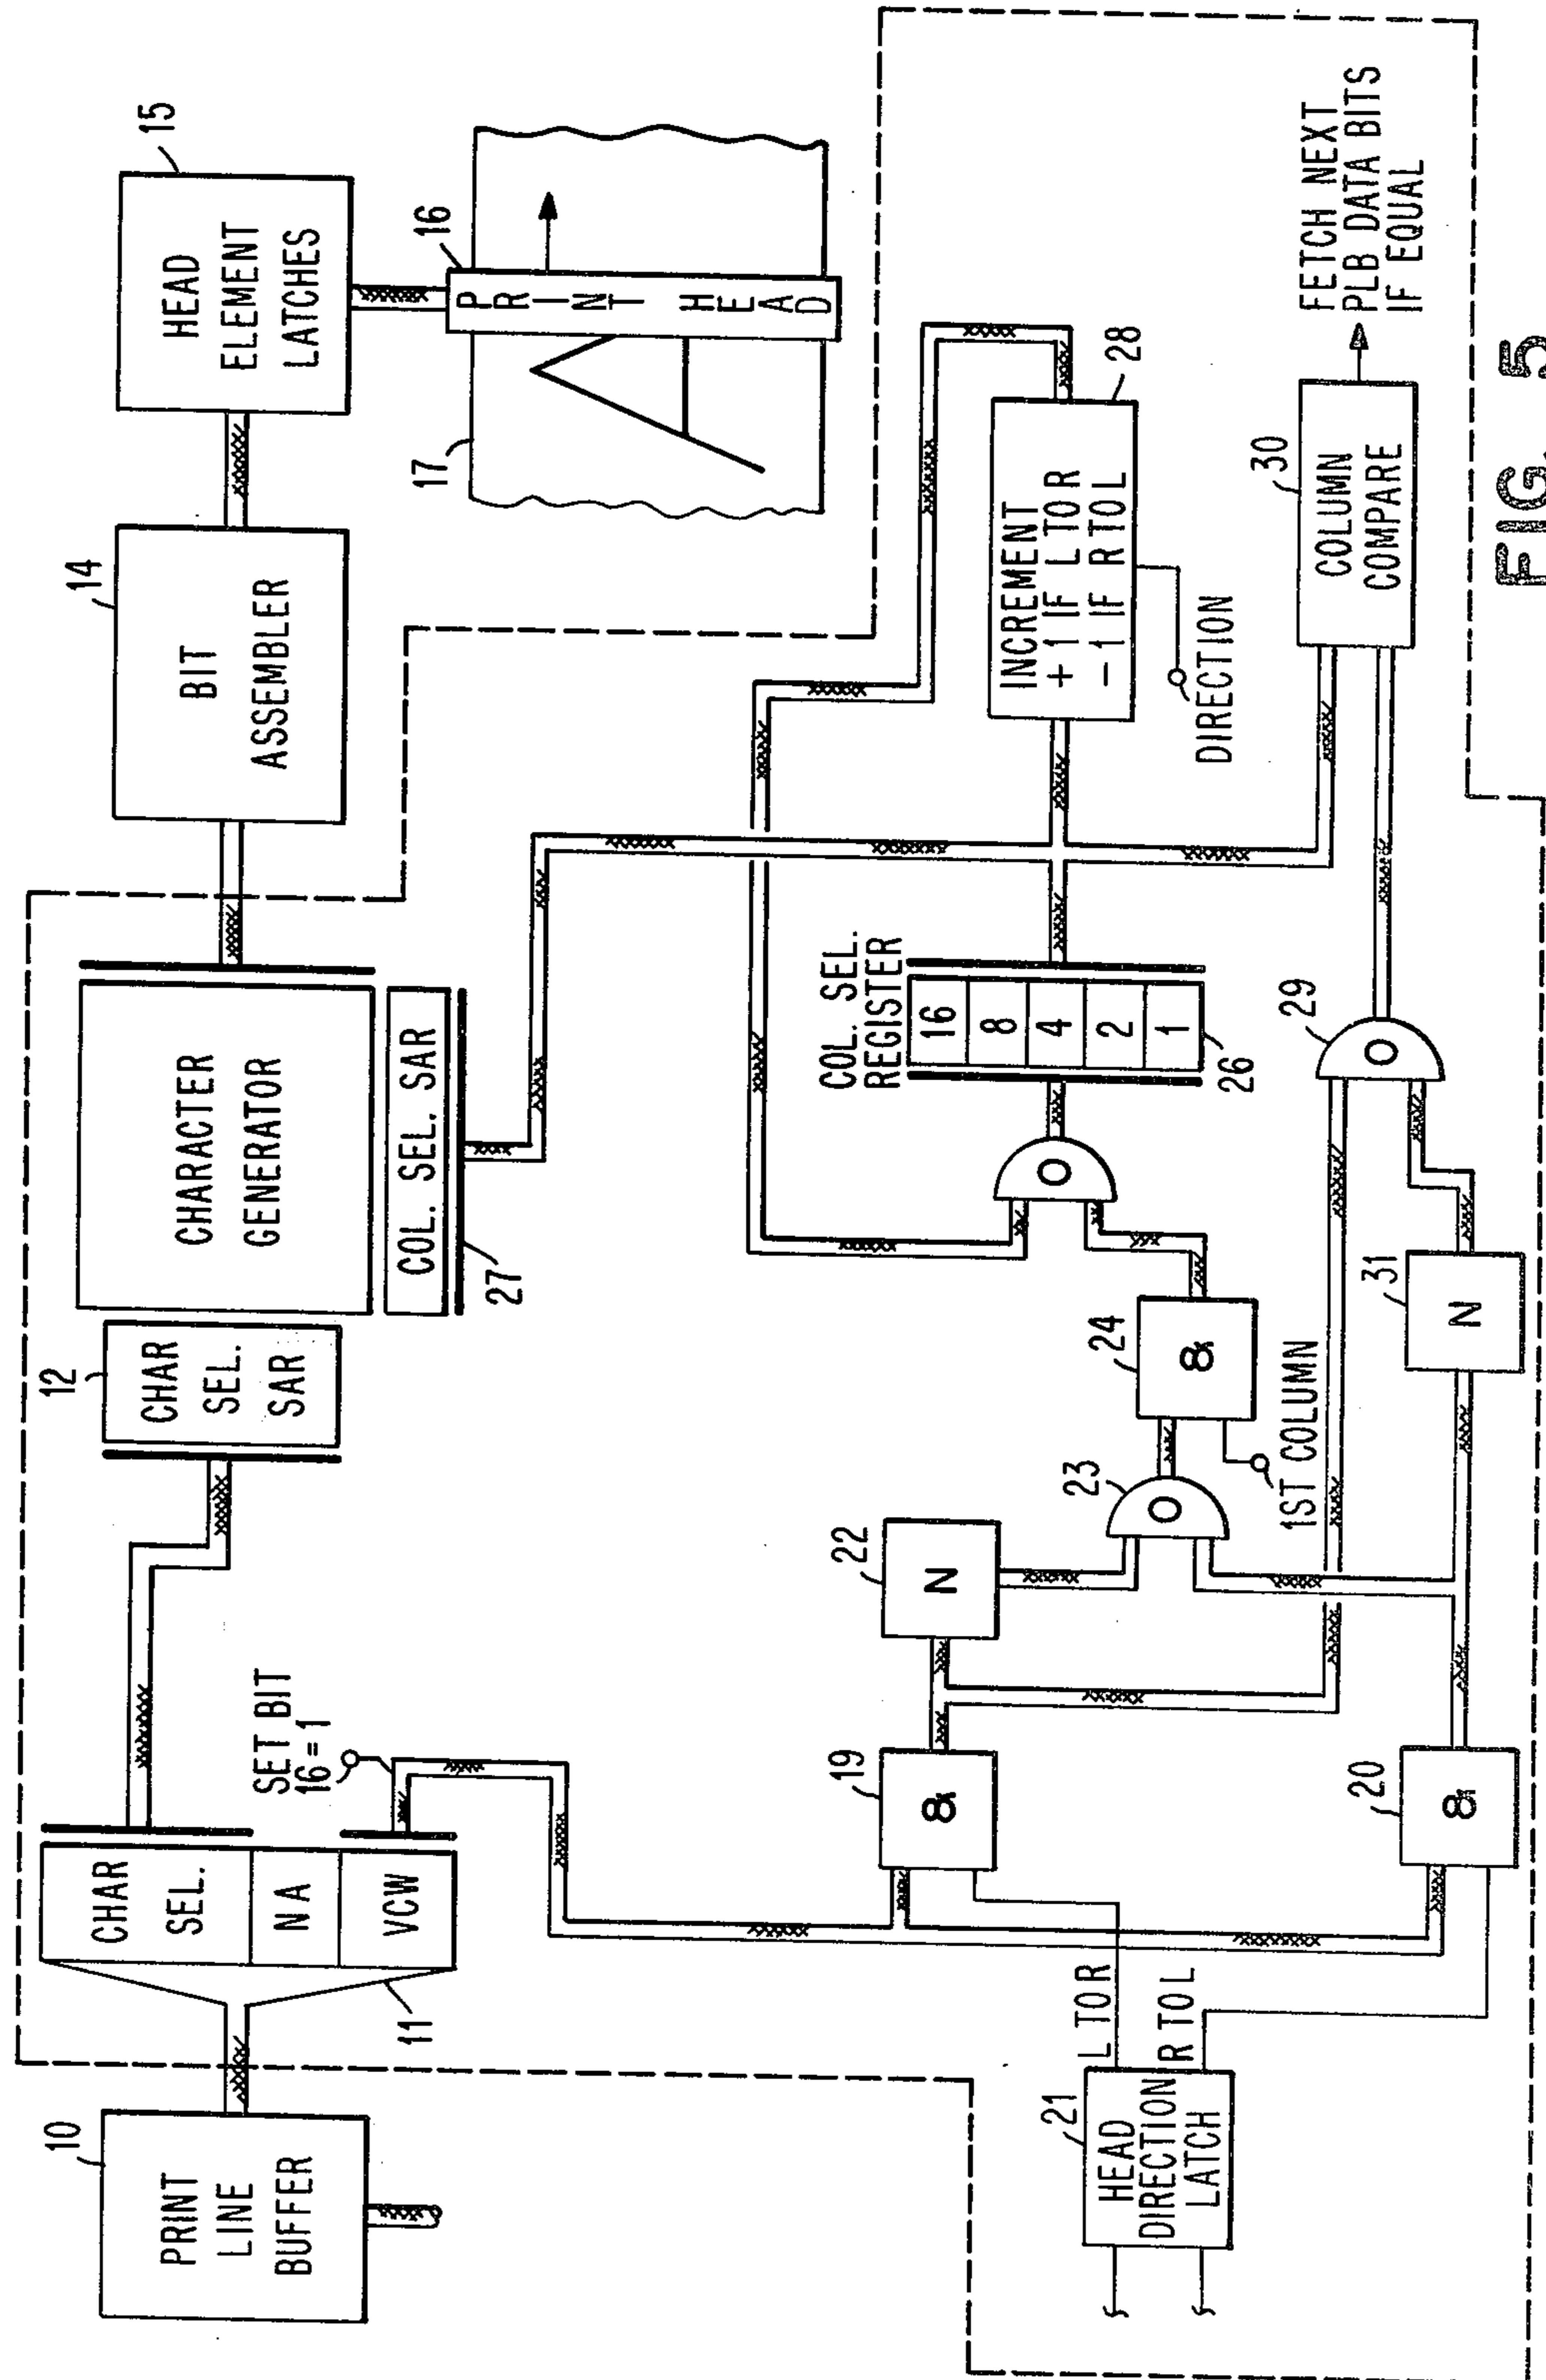 10
PRINT
LINE
BUFFER
11
CHAR
SEL.
NA
VCW
SET BIT
16 = 1
12
CHAR
SEL.
SAR
CHARACTER
GENERATOR
COL. SEL. SAR
27
14
BIT
ASSEMBLER
15
HEAD
ELEMENT
LATCHES
16
PRINT HEAD
17
A
21
HEAD
DIRECTION
LATCH
L TO R
R TO L
19
&
20
&
22
N
23
O
24
&
1ST COLUMN
O
COL. SEL.
REGISTER
16
8
4
2
1
26
INCREMENT
+1 IF L TO R
-1 IF R TO L
28
DIRECTION
31
N
29
O
30
COLUMN
COMPARE
FETCH NEXT
PLB DATA BITS
IF EQUAL
FIG. 5